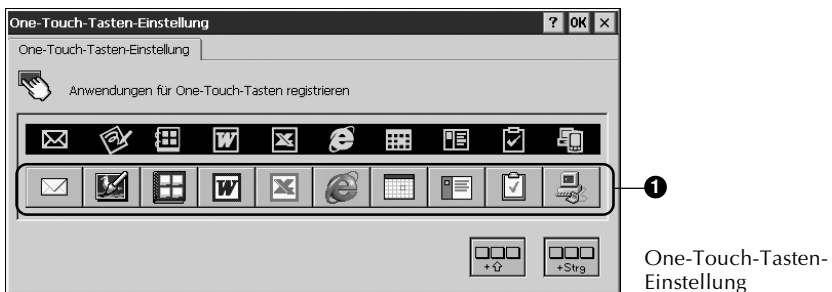 One-Touch-Tasten-Einstellung ? OK ×
One-Touch-Tasten-Einstellung
Anwendungen für One-Touch-Tasten registrieren
1
+⇧
+Strg
One-Touch-Tasten-
Einstellung